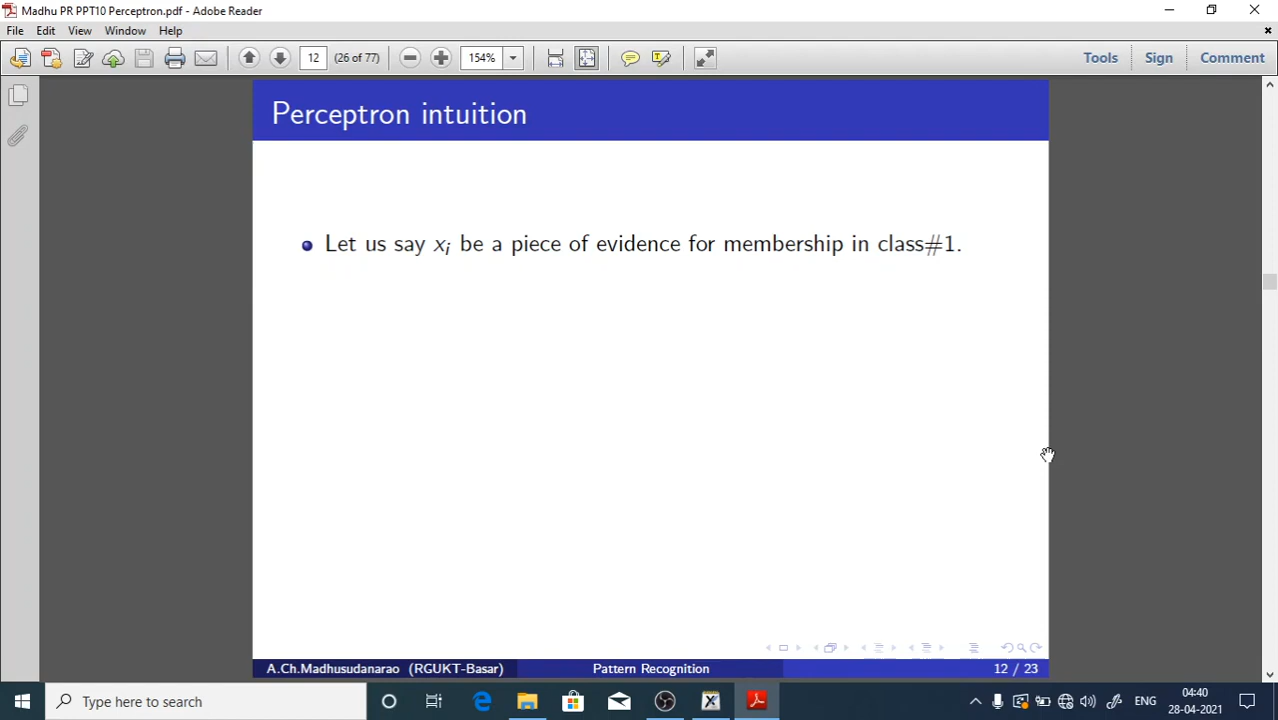 Madhu PR PPT10 Perceptron.pdf - Adobe Reader
File Edit View Window Help
12 (26 of 77) 154% Tools Sign Comment
Perceptron intuition
Let us say xᵢ be a piece of evidence for membership in class#1.
A.Ch.Madhusudanarao (RGUKT-Basar) Pattern Recognition 12 / 23
Type here to search
ENG 04:40
28-04-2021